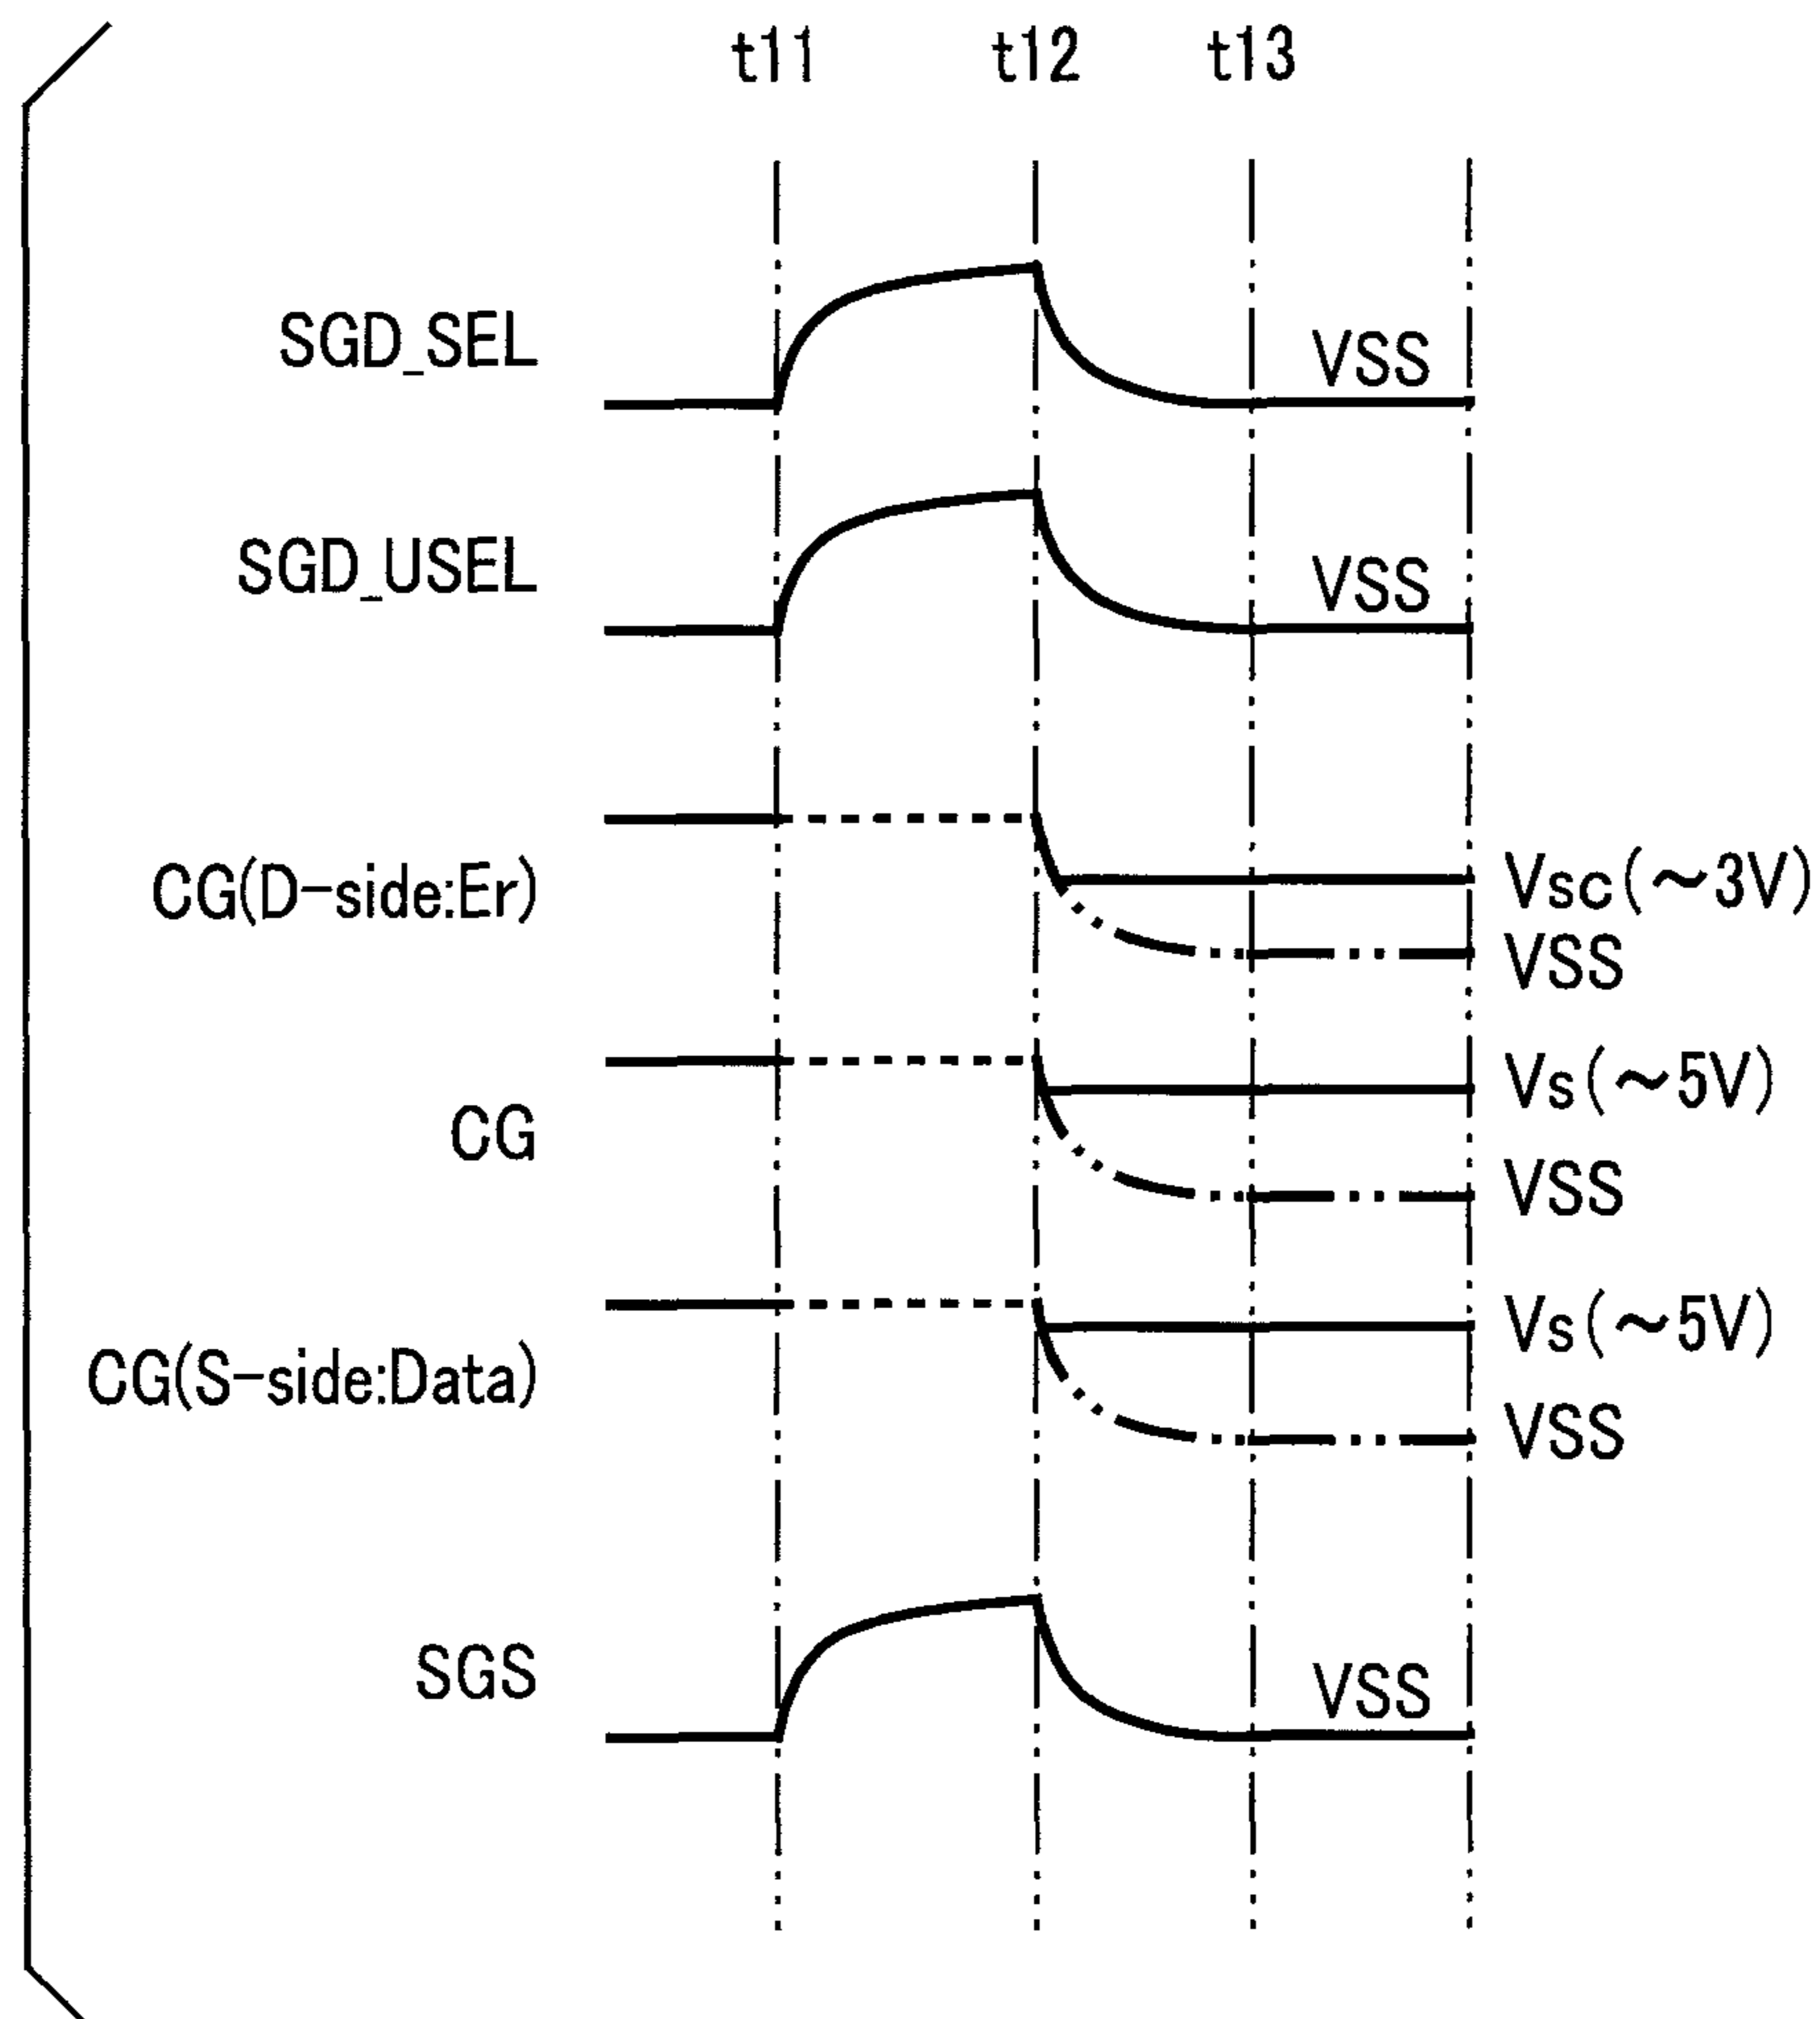 t11 t12 t13
SGD_SEL VSS
SGD_USEL VSS
CG(D-side:Er) Vsc(～3V)
VSS
CG Vs(～5V)
VSS
CG(S-side:Data) Vs(～5V)
VSS
SGS VSS